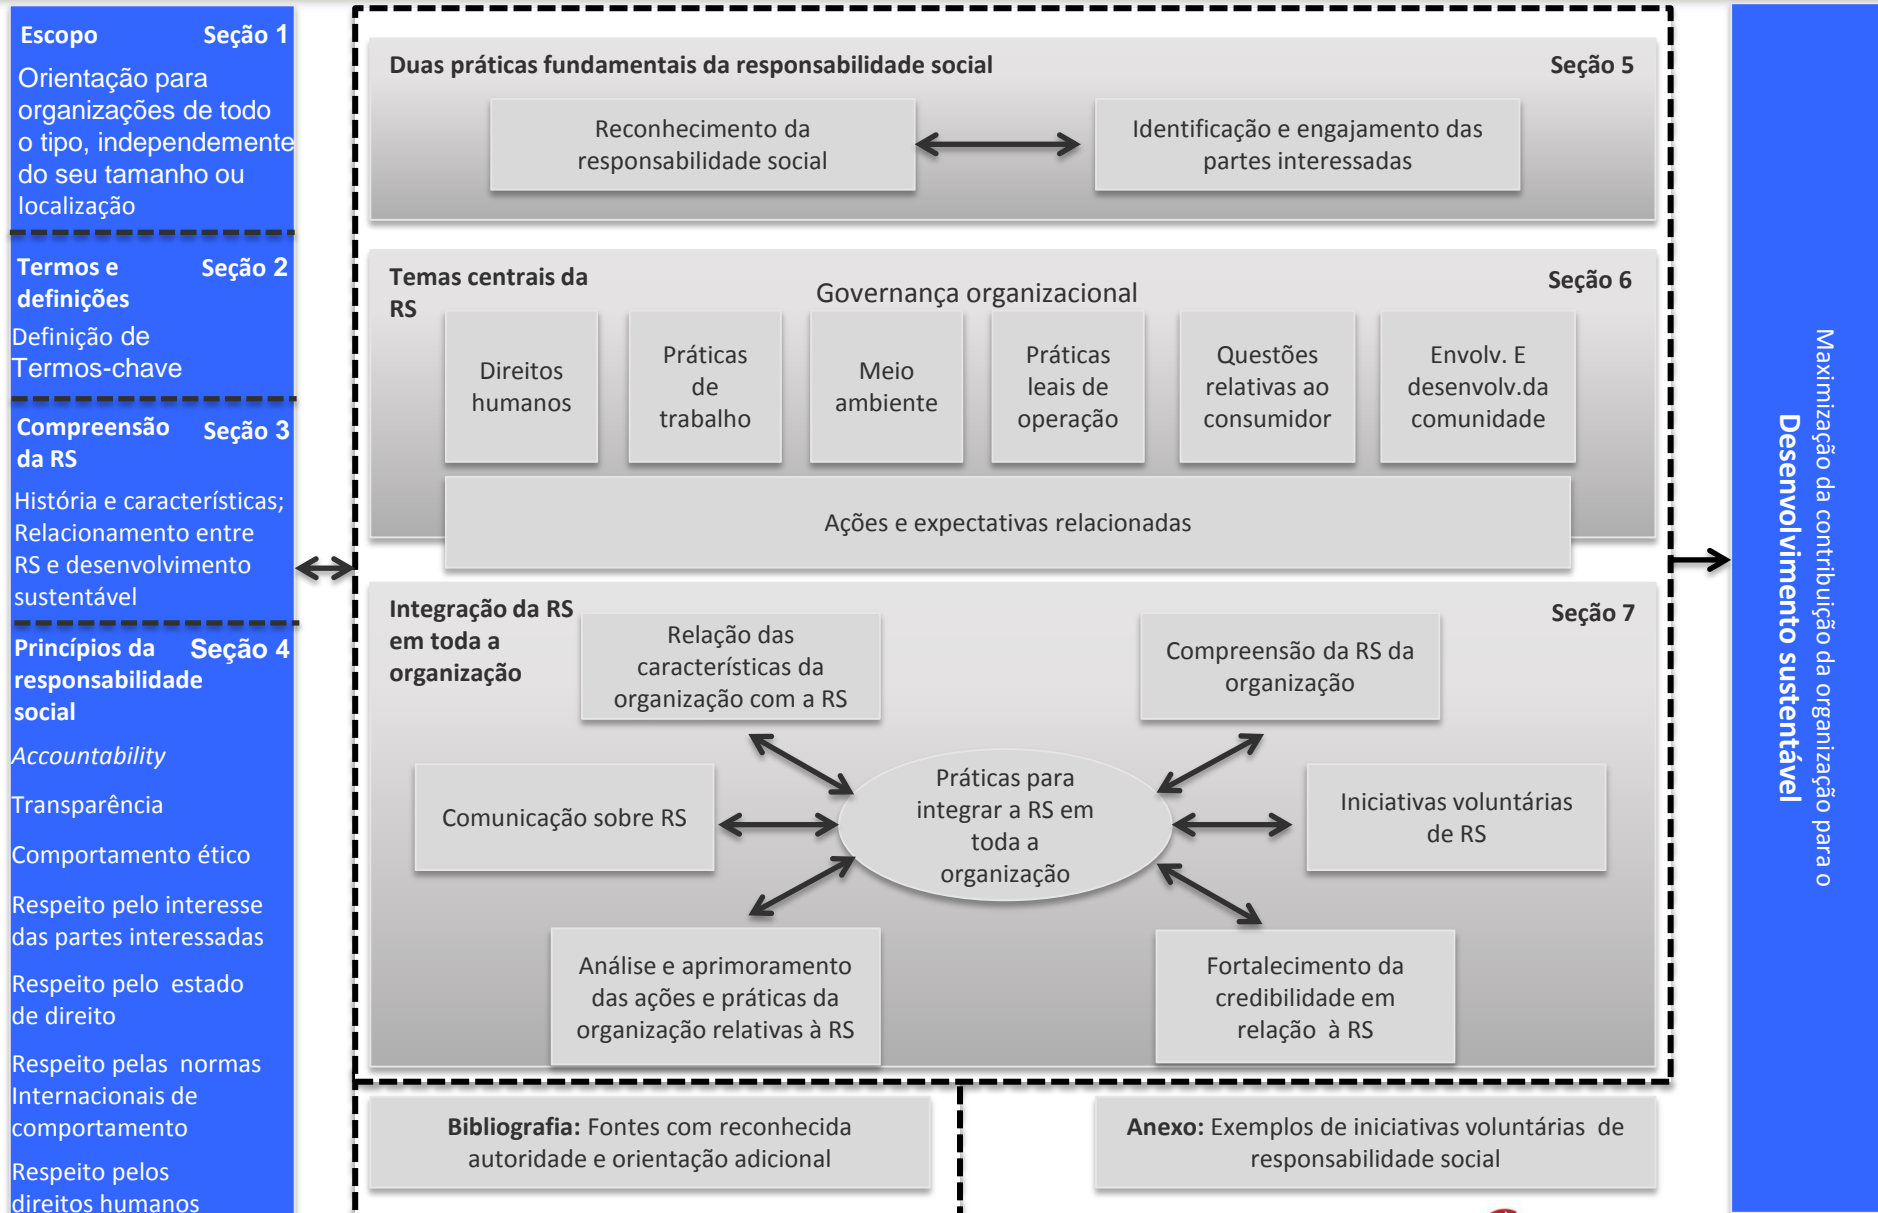 Escopo Seção 1
Orientação para
organizações de todo
o tipo, independemente
do seu tamanho ou
localização
Termos e Seção 2
definições
Definição de
Termos-chave
Compreensão Seção 3
da RS
História e características;
Relacionamento entre
RS e desenvolvimento
sustentável
Princípios da Seção 4
responsabilidade
social
Accountability
Transparência
Comportamento ético
Respeito pelo interesse
das partes interessadas
Respeito pelo estado
de direito
Respeito pelas normas
Internacionais de
comportamento
Respeito pelos
direitos humanos
Duas práticas fundamentais da responsabilidade social Seção 5
Reconhecimento da
responsabilidade social
Identificação e engajamento das
partes interessadas
Temas centrais da
RS
Governança organizacional
Seção 6
Direitos
humanos
Práticas
de
trabalho
Meio
ambiente
Práticas
leais de
operação
Questões
relativas ao
consumidor
Envolv. E
desenvolv.da
comunidade
Ações e expectativas relacionadas
Integração da RS
em toda a
organização
Seção 7
Relação das
características da
organização com a RS
Compreensão da RS da
organização
Comunicação sobre RS
Práticas para
integrar a RS em
toda a
organização
Iniciativas voluntárias
de RS
Análise e aprimoramento
das ações e práticas da
organização relativas à RS
Fortalecimento da
credibilidade em
relação à RS
Bibliografia: Fontes com reconhecida
autoridade e orientação adicional
Anexo: Exemplos de iniciativas voluntárias de
responsabilidade social
Maximização da contribuição da organização para o
Desenvolvimento sustentável